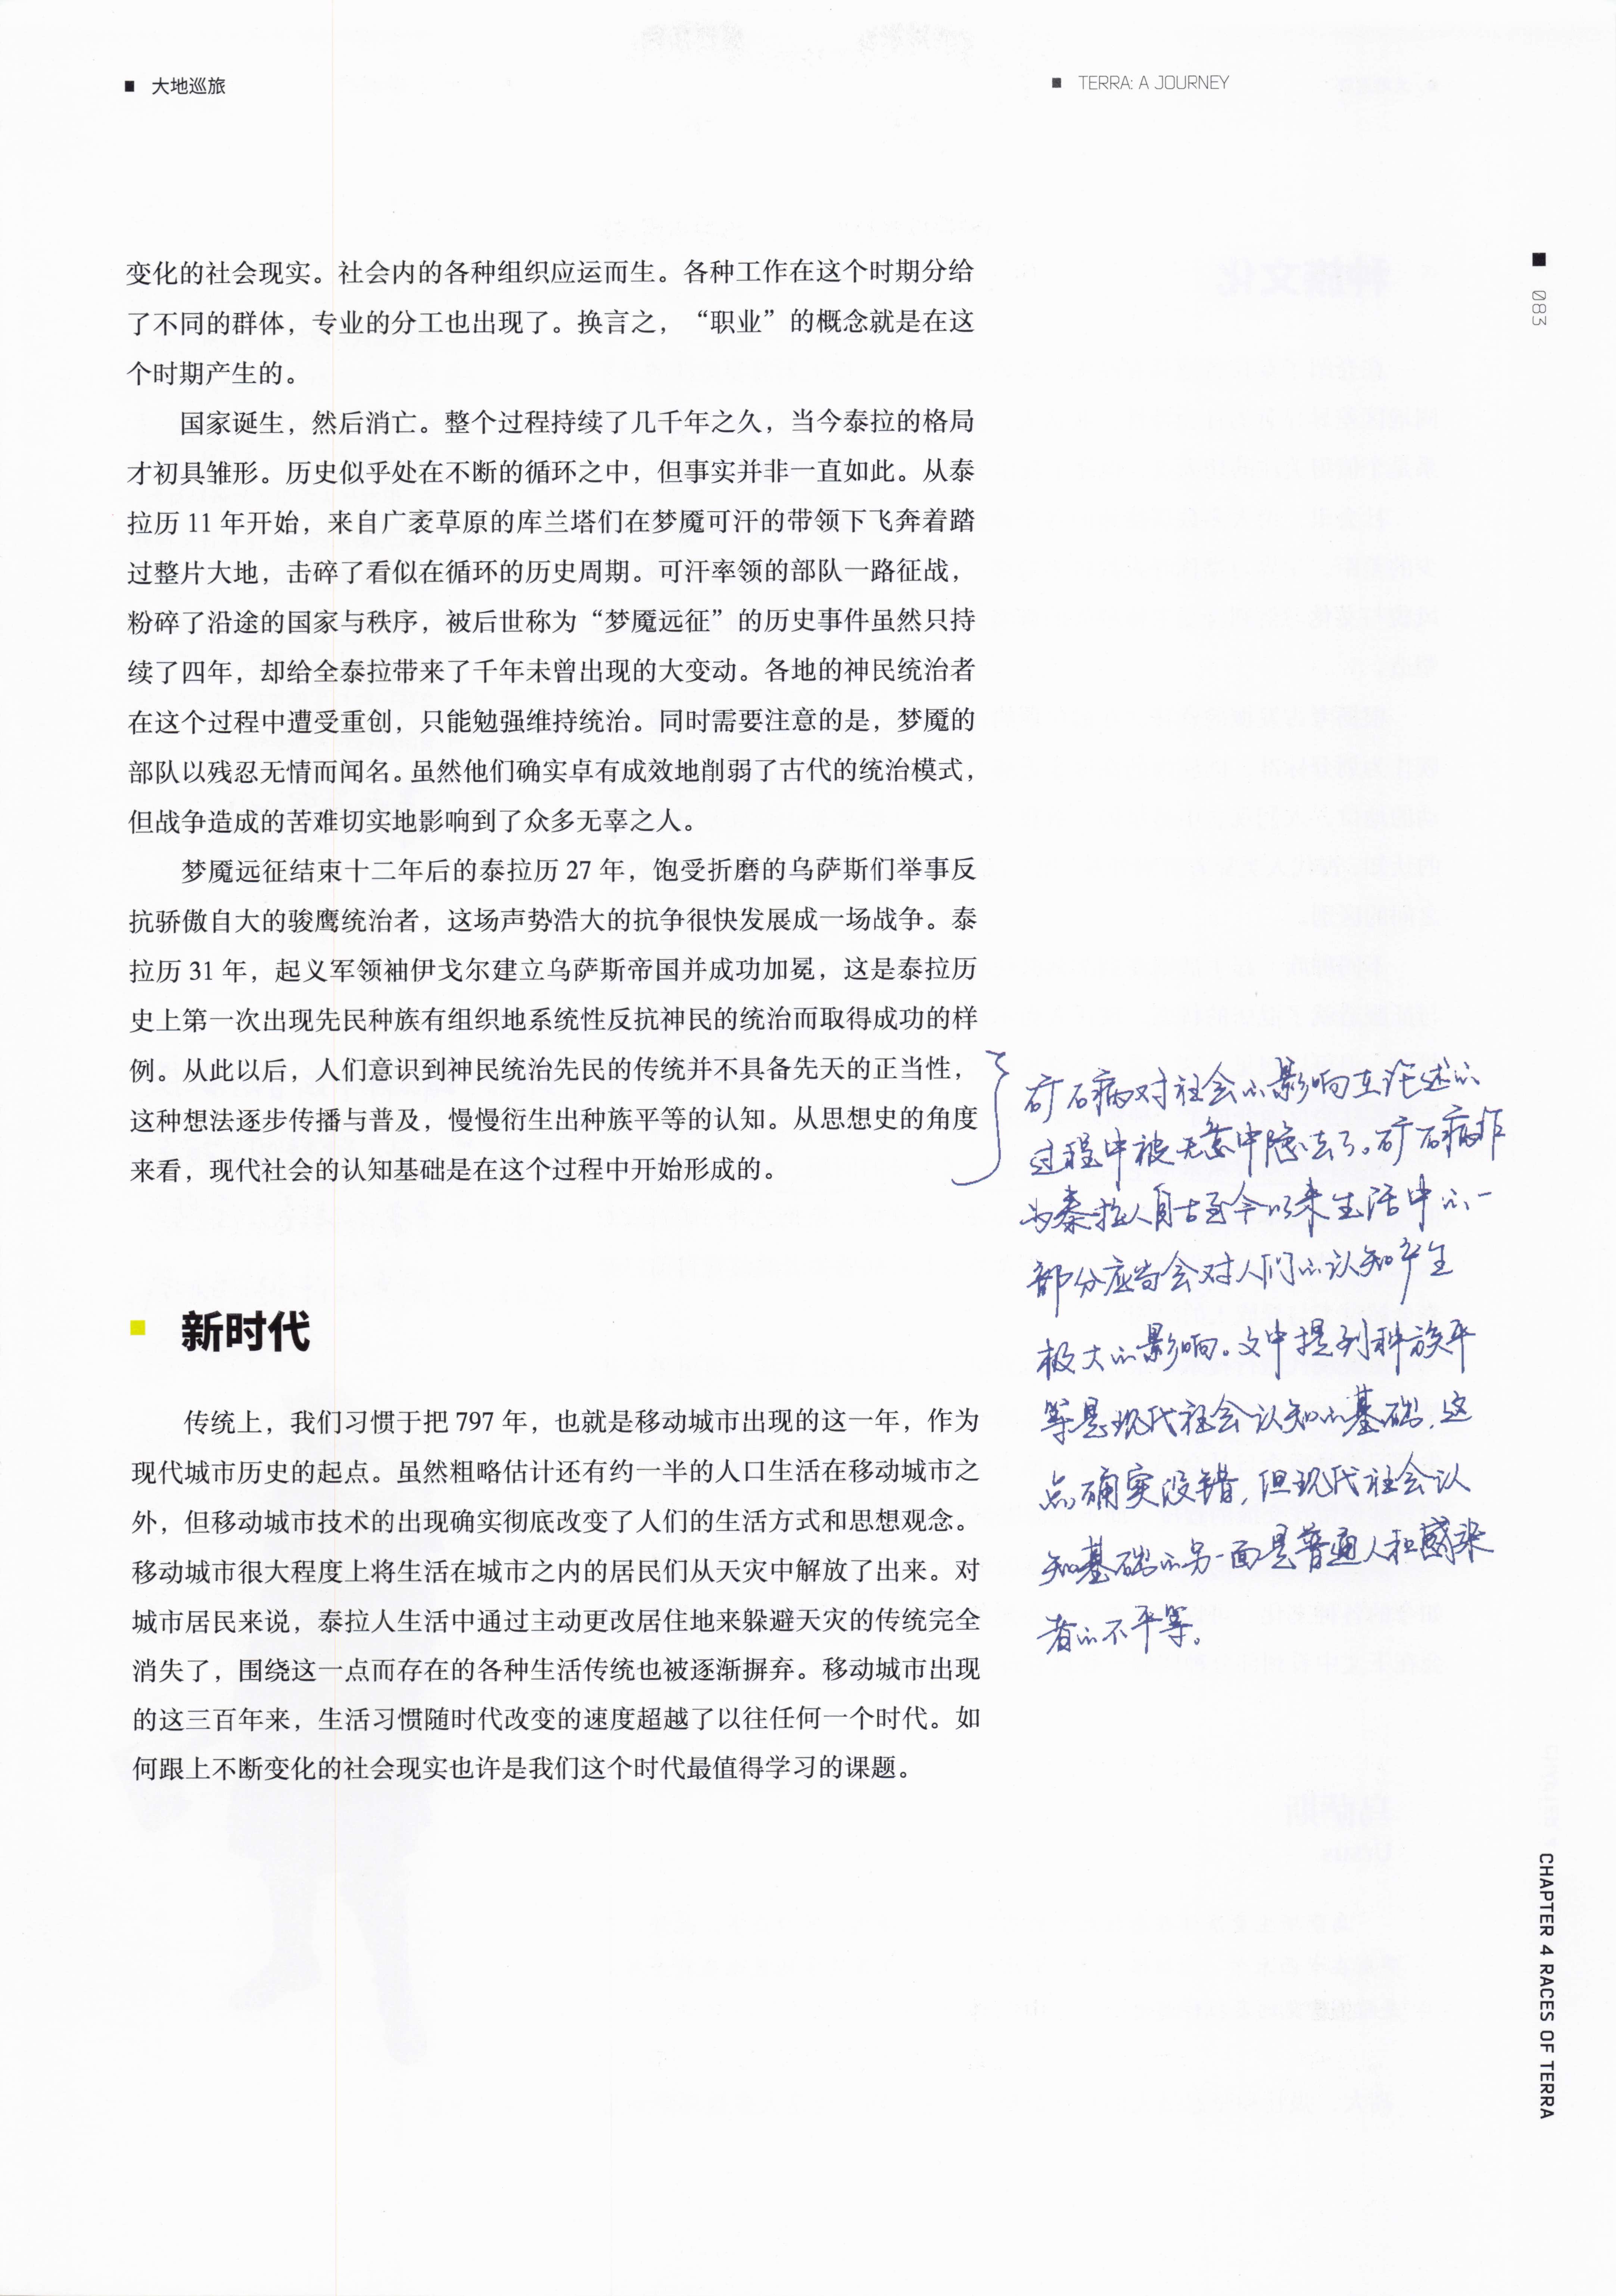 大地巡旅
TERRA: A JOURNEY
083
变化的社会现实。社会内的各种组织应运而生。各种工作在这个时期分给
了不同的群体，专业的分工也出现了。换言之，“职业”的概念就是在这
个时期产生的。
国家诞生，然后消亡。整个过程持续了几千年之久，当今泰拉的格局
才初具雏形。历史似乎处在不断的循环之中，但事实并非一直如此。从泰
拉历 11 年开始，来自广袤草原的库兰塔们在梦魇可汗的带领下飞奔着踏
过整片大地，击碎了看似在循环的历史周期。可汗率领的部队一路征战，
粉碎了沿途的国家与秩序，被后世称为“梦魇远征”的历史事件虽然只持
续了四年，却给全泰拉带来了千年未曾出现的大变动。各地的神民统治者
在这个过程中遭受重创，只能勉强维持统治。同时需要注意的是，梦魇的
部队以残忍无情而闻名。虽然他们确实卓有成效地削弱了古代的统治模式，
但战争造成的苦难切实地影响到了众多无辜之人。
梦魇远征结束十二年后的泰拉历 27 年，饱受折磨的乌萨斯们举事反
抗骄傲自大的骏鹰统治者，这场声势浩大的抗争很快发展成一场战争。泰
拉历 31 年，起义军领袖伊戈尔建立乌萨斯帝国并成功加冕，这是泰拉历
史上第一次出现先民种族有组织地系统性反抗神民的统治而取得成功的样
例。从此以后，人们意识到神民统治先民的传统并不具备先天的正当性，
这种想法逐步传播与普及，慢慢衍生出种族平等的认知。从思想史的角度
来看，现代社会的认知基础是在这个过程中开始形成的。
矿石病对社会的影响在论述的
过程中被无意中隐去了。矿石病作
为泰拉人自古至今以来生活中的一
部分应当会对人们的认知产生
极大的影响。文中提到种族平
等是现代社会认知的基础，这
点确实没错，但现代社会认
知基础的另一面是普通人和感染
者的不平等。
新时代
传统上，我们习惯于把 797 年，也就是移动城市出现的这一年，作为
现代城市历史的起点。虽然粗略估计还有约一半的人口生活在移动城市之
外，但移动城市技术的出现确实彻底改变了人们的生活方式和思想观念。
移动城市很大程度上将生活在城市之内的居民们从天灾中解放了出来。对
城市居民来说，泰拉人生活中通过主动更改居住地来躲避天灾的传统完全
消失了，围绕这一点而存在的各种生活传统也被逐渐摒弃。移动城市出现
的这三百年来，生活习惯随时代改变的速度超越了以往任何一个时代。如
何跟上不断变化的社会现实也许是我们这个时代最值得学习的课题。
CHAPTER 4 RACES OF TERRA